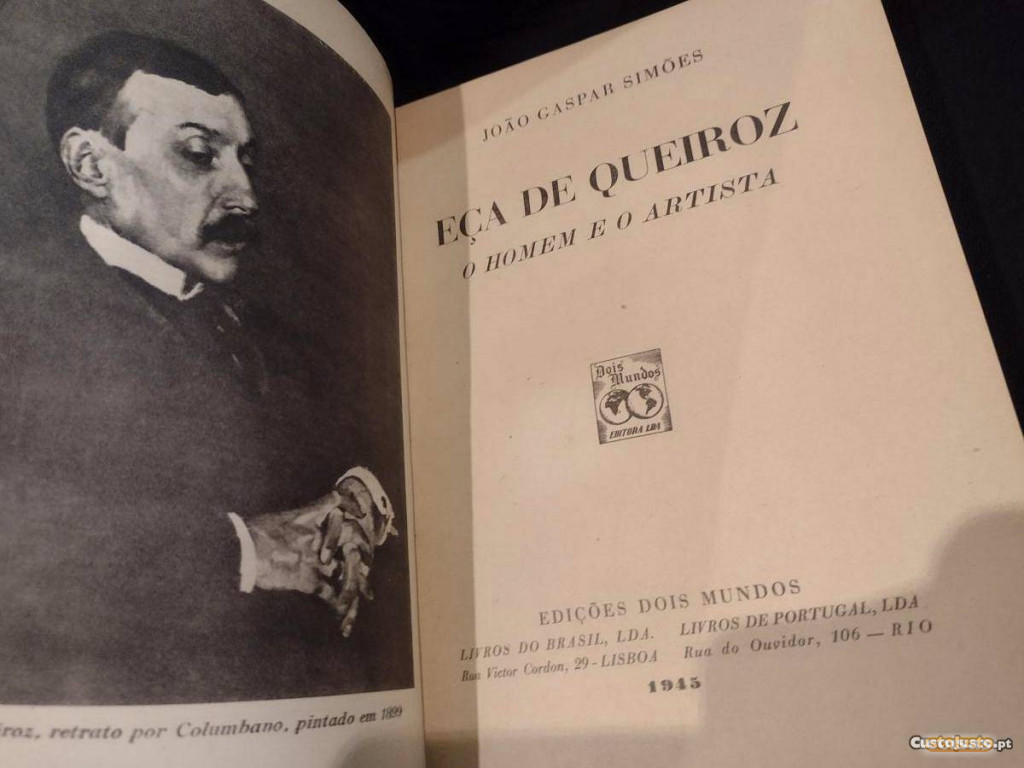 JOÃO GASPAR SIMÕES
EÇA DE QUEIROZ
O HOMEM E O ARTISTA
Dois
Mundos
EDITORA LDA
EDIÇÕES DOIS MUNDOS
LIVROS DO BRASIL, LDA.
Rua Victor Cordon, 29 - LISBOA
LIVROS DE PORTUGAL, LDA
Rua do Ouvidor, 106 — RIO
1945
iroz, retrato por Columbano, pintado em 1899
Custojusto.pt